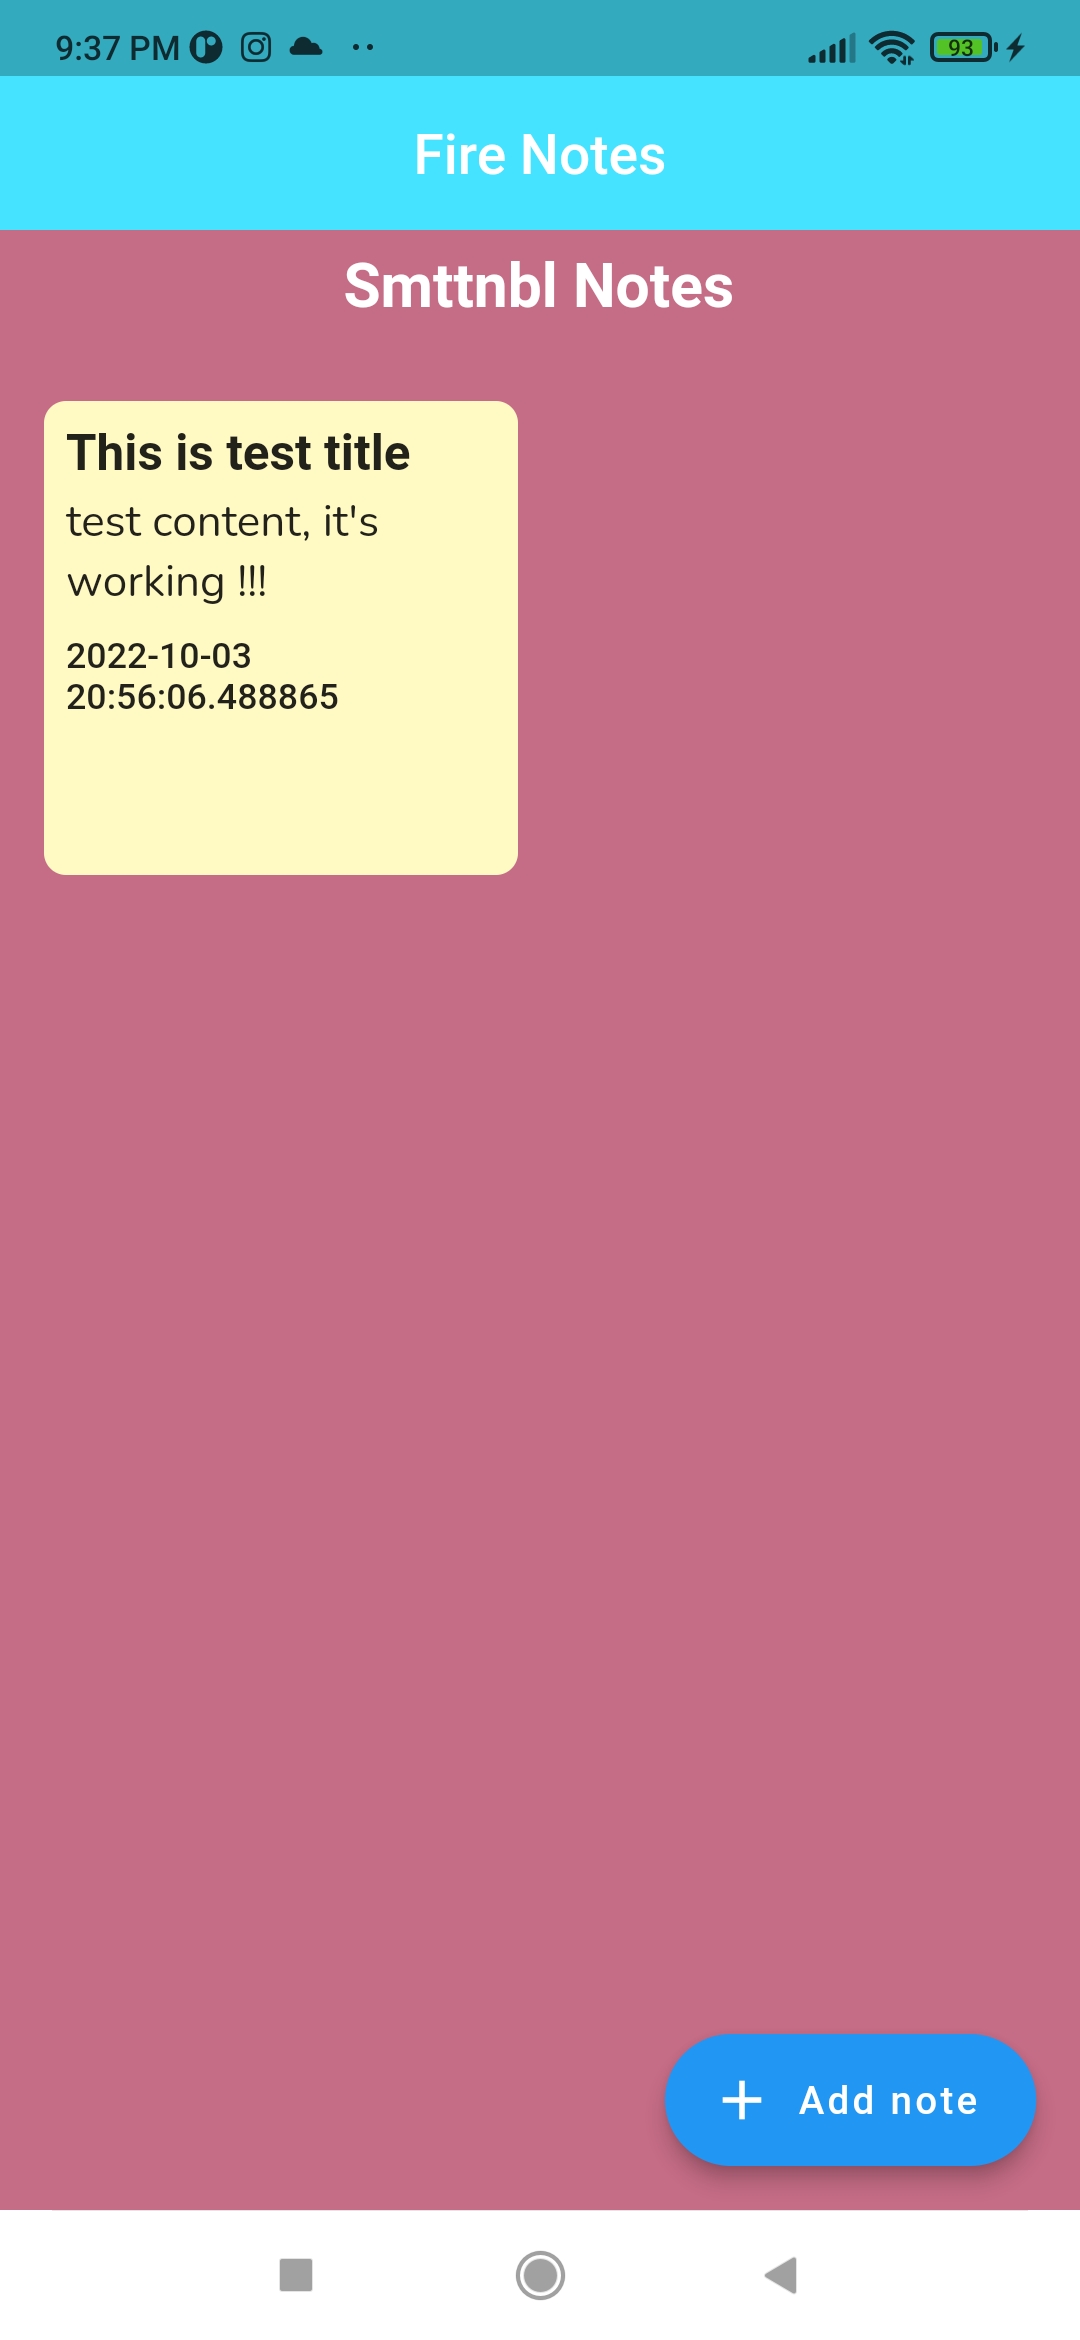 9:37 PM
93
Fire Notes
Smttnbl Notes
This is test title
test content, it's
working !!!
2022-10-03
20:56:06.488865
Add note